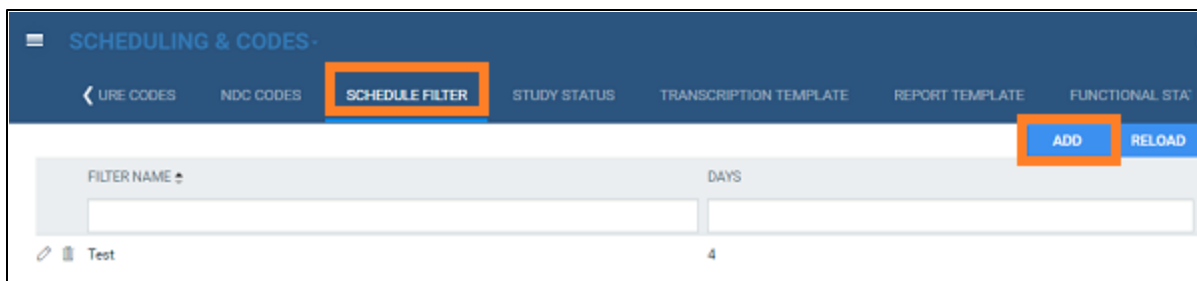 SCHEDULING & CODES
URE CODES NDC CODES SCHEDULE FILTER STUDY STATUS TRANSCRIPTION TEMPLATE REPORT TEMPLATE FUNCTIONAL STAT
ADD RELOAD
FILTER NAME DAYS
Test 4